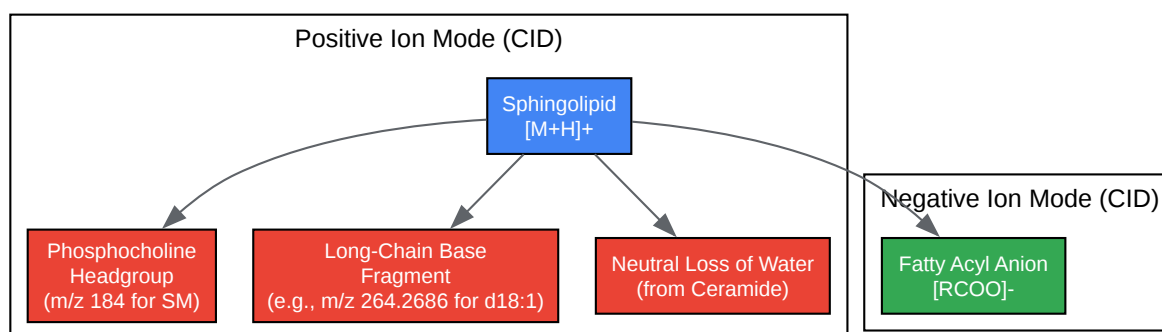 Positive Ion Mode (CID)
Sphingolipid
[M+H]+
Negative Ion Mode (CID)
Phosphocholine
Headgroup
(m/z 184 for SM)
Long-Chain Base
Fragment
(e.g., m/z 264.2686 for d18:1)
Neutral Loss of Water
(from Ceramide)
Fatty Acyl Anion
[RCOO]-